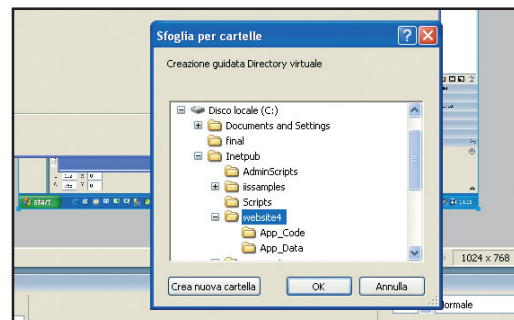 Sfoglia per cartelle
Creazione guidata Directory virtuale
Disco locale (C:)
Documents and Settings
final
Inetpub
AdminScripts
iissamples
Scripts
website4
App_Code
App_Data
start
1024 x 768
Crea nuova cartella
OK
Annulla